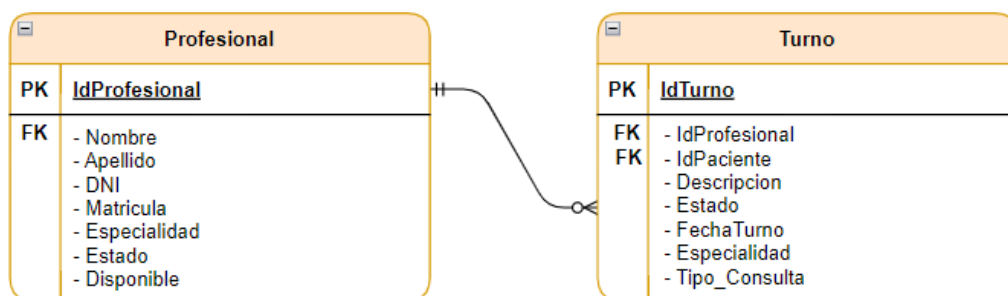 Profesional
PK IdProfesional
FK - Nombre
- Apellido
- DNI
- Matricula
- Especialidad
- Estado
- Disponible
Turno
PK IdTurno
FK - IdProfesional
FK - IdPaciente
- Descripcion
- Estado
- FechaTurno
- Especialidad
- Tipo_Consulta